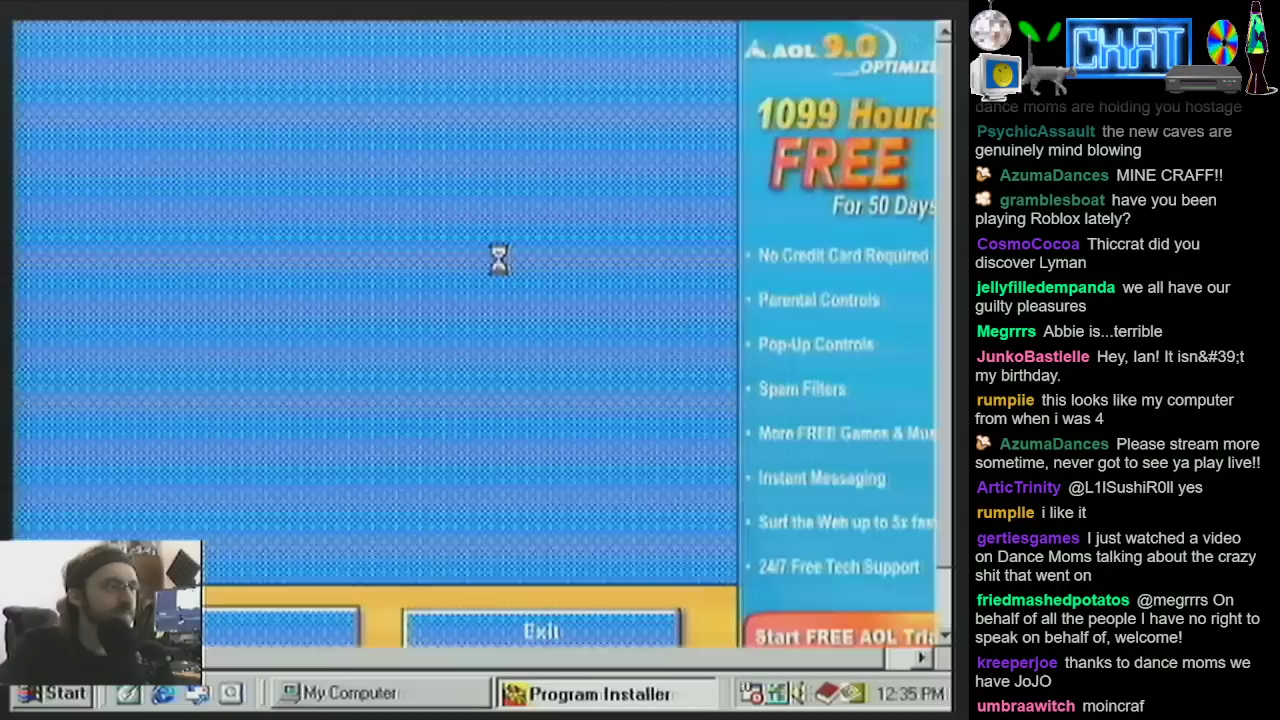 AOL 9.0
OPTIMIZE
1099 Hours
FREE
For 50 Days
• No Credit Card Required
• Parental Controls
• Pop-Up Controls
• Spam Filters
• More FREE Games & Mus
• Instant Messaging
• Surf the Web up to 5x fas
• 24/7 Free Tech Support
Start FREE AOL Tria
Exit
Start
My Computer
Program Installer
12:35 PM
CHAT
dance moms are holding you hostage
PsychicAssault the new caves are
genuinely mind blowing
AzumaDances MINE CRAFF!!
gramblesboat have you been
playing Roblox lately?
CosmoCocoa Thiccrat did you
discover Lyman
jellyfilledempanda we all have our
guilty pleasures
Megrrrs Abbie is...terrible
JunkoBastlelle Hey, Ian! It isn&#39;t
my birthday.
rumpiie this looks like my computer
from when i was 4
AzumaDances Please stream more
sometime, never got to see ya play live!!
ArticTrinity @L1lSushiR0ll yes
rumpiie i like it
gertiesgames I just watched a video
on Dance Moms talking about the crazy
shit that went on
friedmashedpotatos @megrrrs On
behalf of all the people I have no right to
speak on behalf of, welcome!
kreeperjoe thanks to dance moms we
have JoJO
umbraawitch moincraf